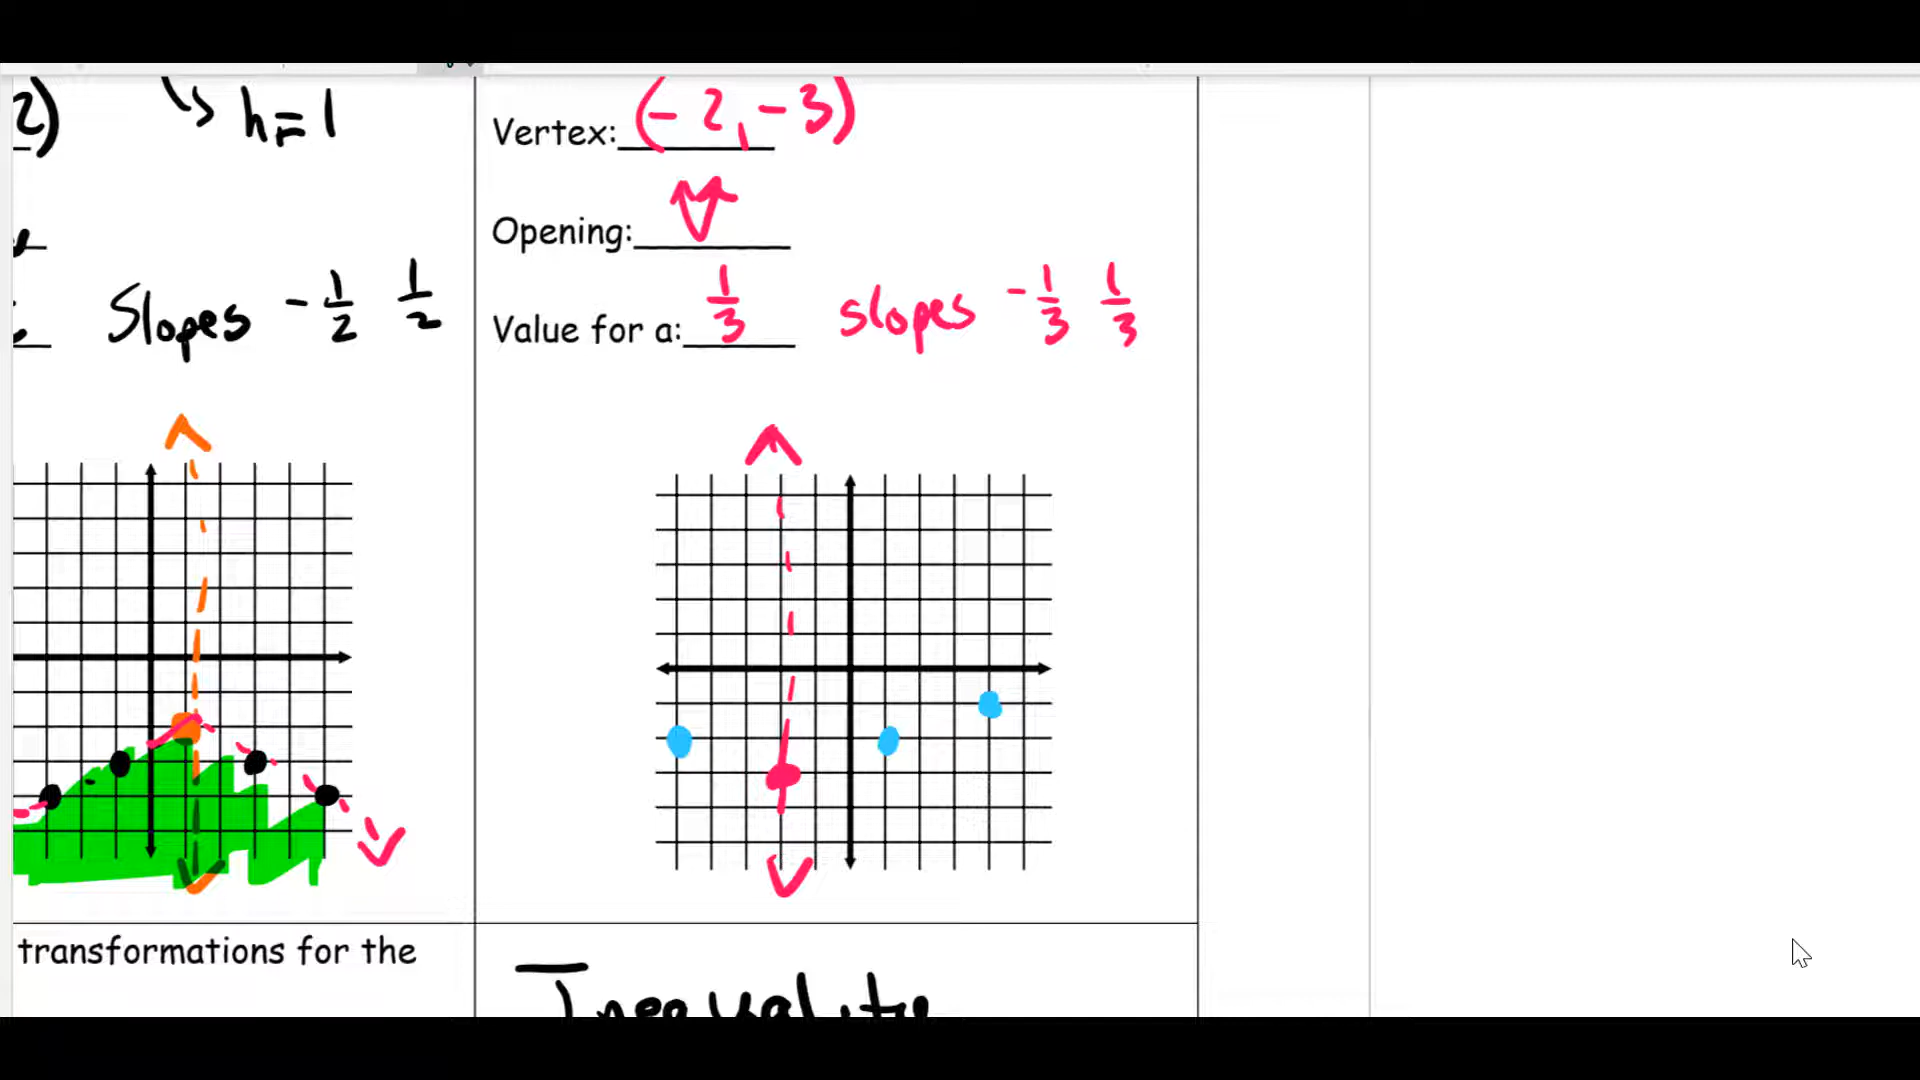 2) h=1
Slopes -1/2 1/2
Vertex: (-2, -3)
Opening:
Value for a: 1/3 slopes -1/3 1/3
transformations for the